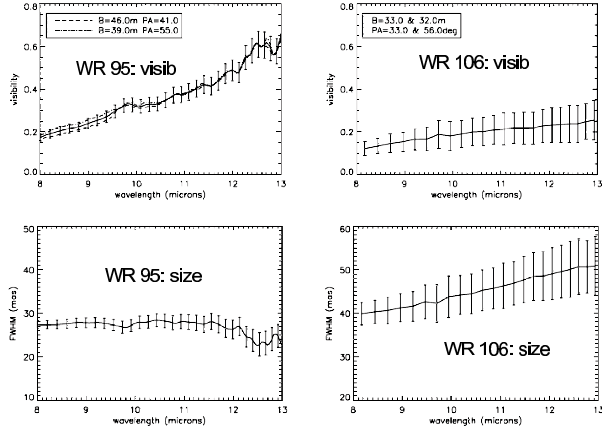 B=46.0m PA=41.0
B=39.0m PA=55.0
WR 95: visib
visibility
0.8
0.6
0.4
0.2
0.0
8 9 10 11 12 13
wavelength (microns)
B=33.0 & 32.0m
PA=33.0 & 56.0deg
WR 106: visib
visibility
0.8
0.6
0.4
0.2
0.0
8 9 10 11 12 13
wavelength (microns)
WR 95: size
FWHM (mas)
50
40
30
20
10
8 9 10 11 12 13
wavelength (microns)
WR 106: size
FWHM (mas)
60
50
40
30
20
8 9 10 11 12 13
wavelength (microns)